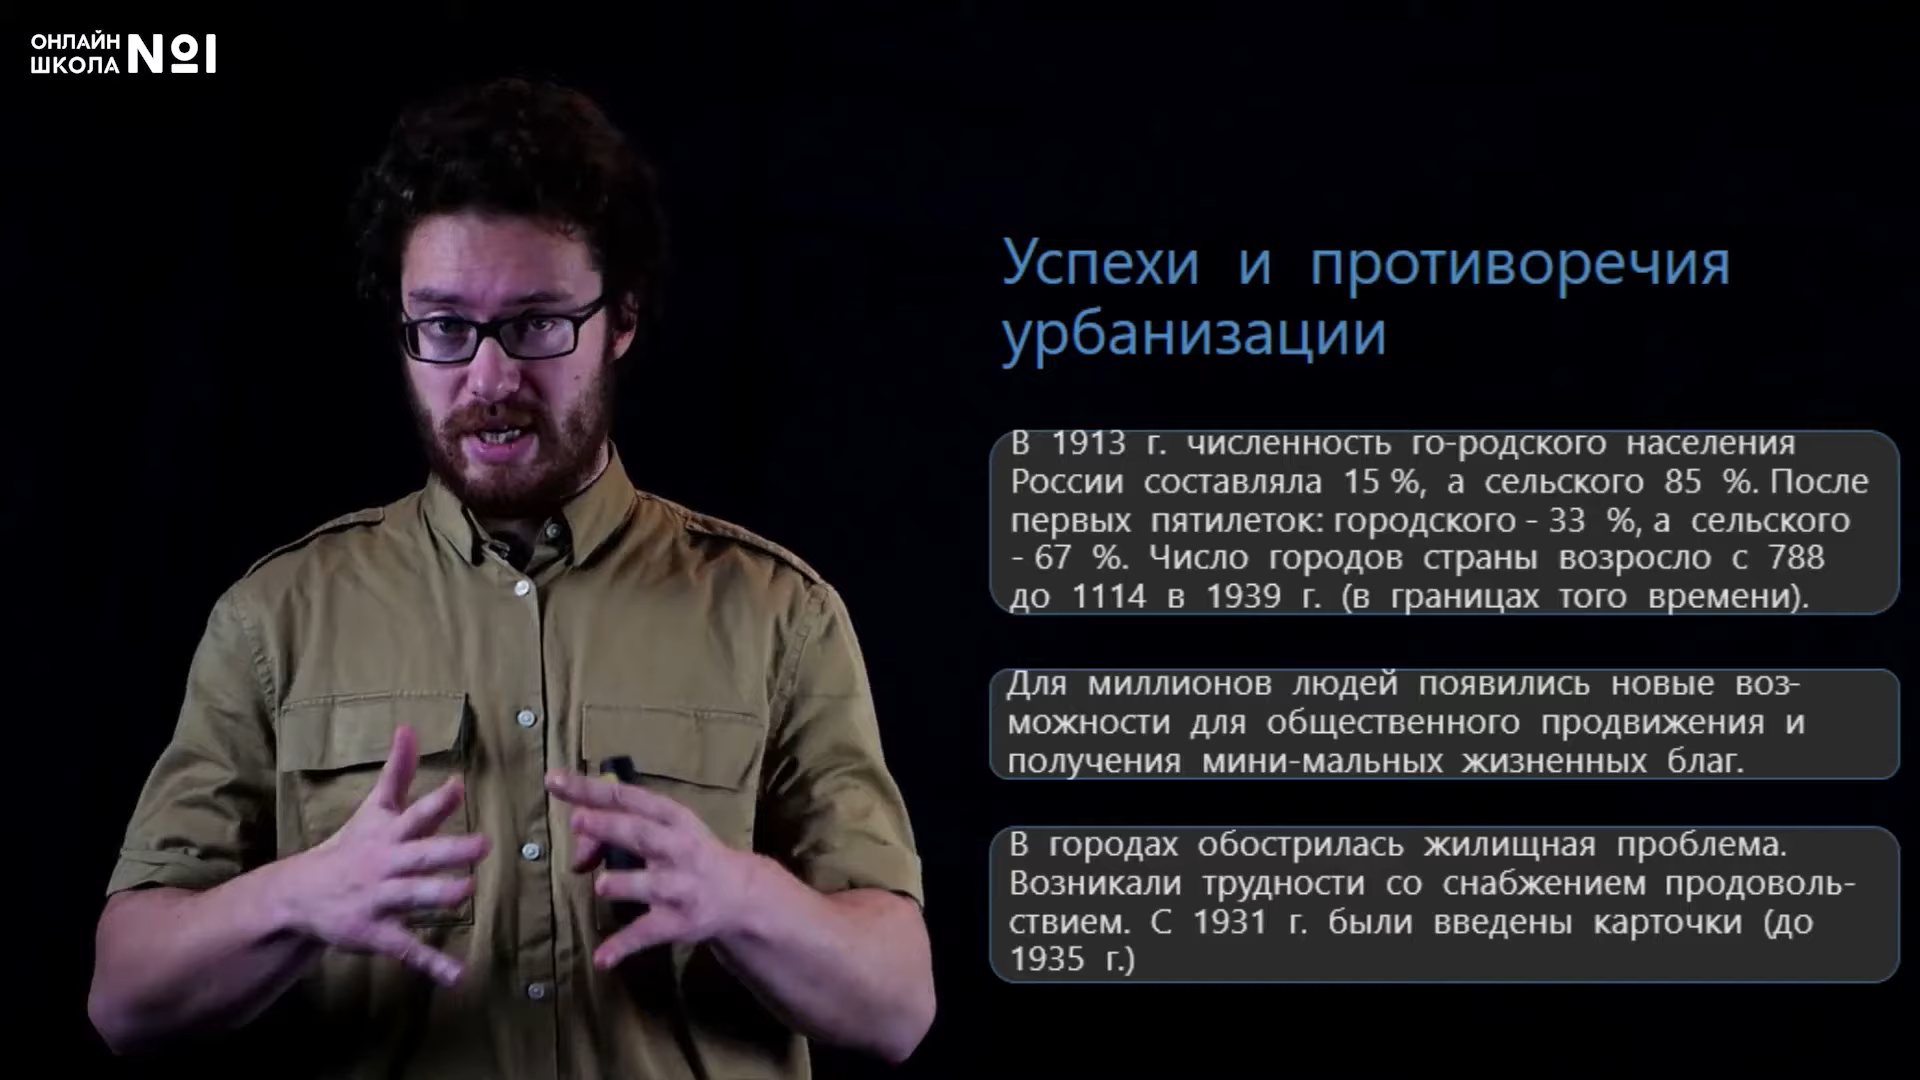 ОНЛАЙН
ШКОЛА №1
Успехи и противоречия
урбанизации
В 1913 г. численность го-родского населения
России составляла 15 %, а сельского 85 %. После
первых пятилеток: городского - 33 %, а сельского
- 67 %. Число городов страны возросло с 788
до 1114 в 1939 г. (в границах того времени).
Для миллионов людей появились новые воз-
можности для общественного продвижения и
получения мини-мальных жизненных благ.
В городах обострилась жилищная проблема.
Возникали трудности со снабжением продоволь-
ствием. С 1931 г. были введены карточки (до
1935 г.)